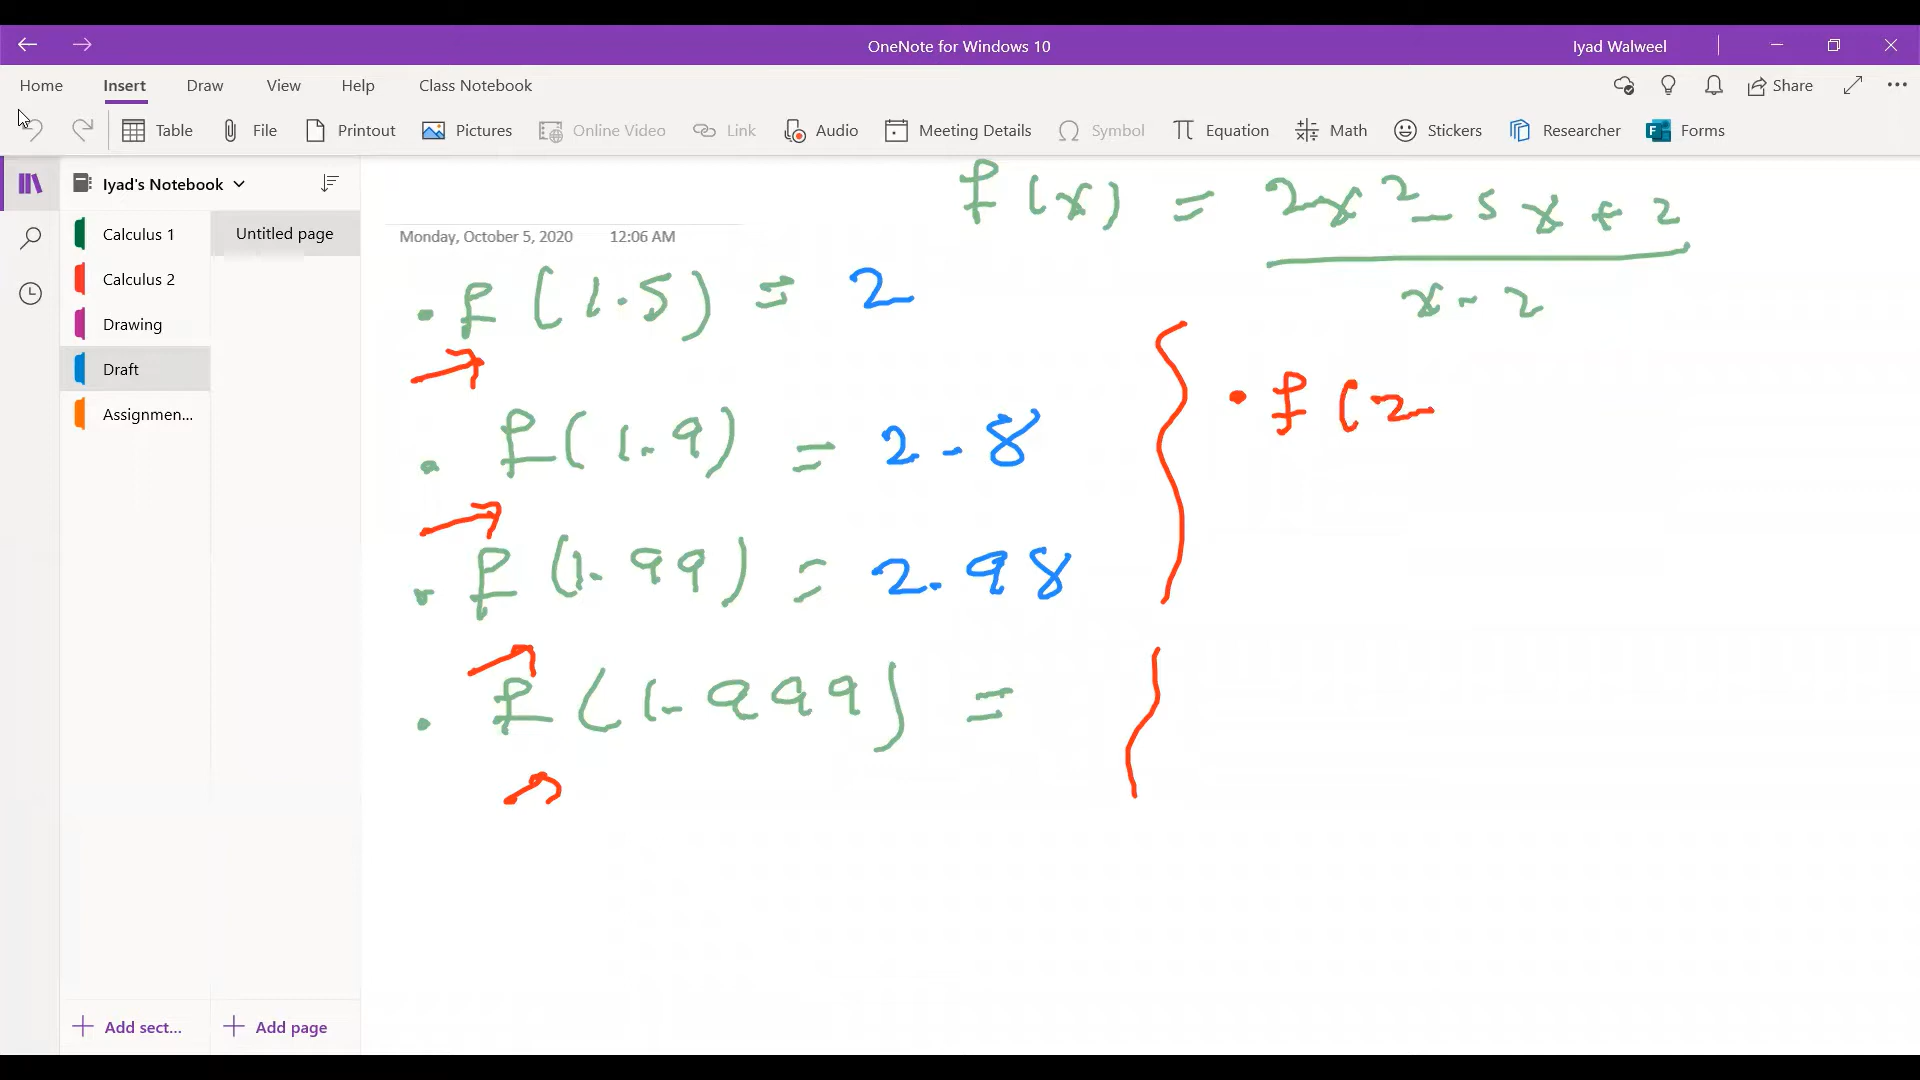 OneNote for Windows 10
Iyad Walweel
Home Insert Draw View Help Class Notebook
Share
Table File Printout Pictures Online Video Link Audio Meeting Details Symbol Equation Math Stickers Researcher Forms
Iyad's Notebook
Calculus 1
Calculus 2
Drawing
Draft
Assignmen...
Add sect...
Untitled page
Add page
Monday, October 5, 2020 12:06 AM
f(x) = 2x² - 5x + 2
x - 2
. f(1.5) = 2
. f(1.9) = 2.8
. f(1.99) = 2.98
. f(1.999) =
. f(2